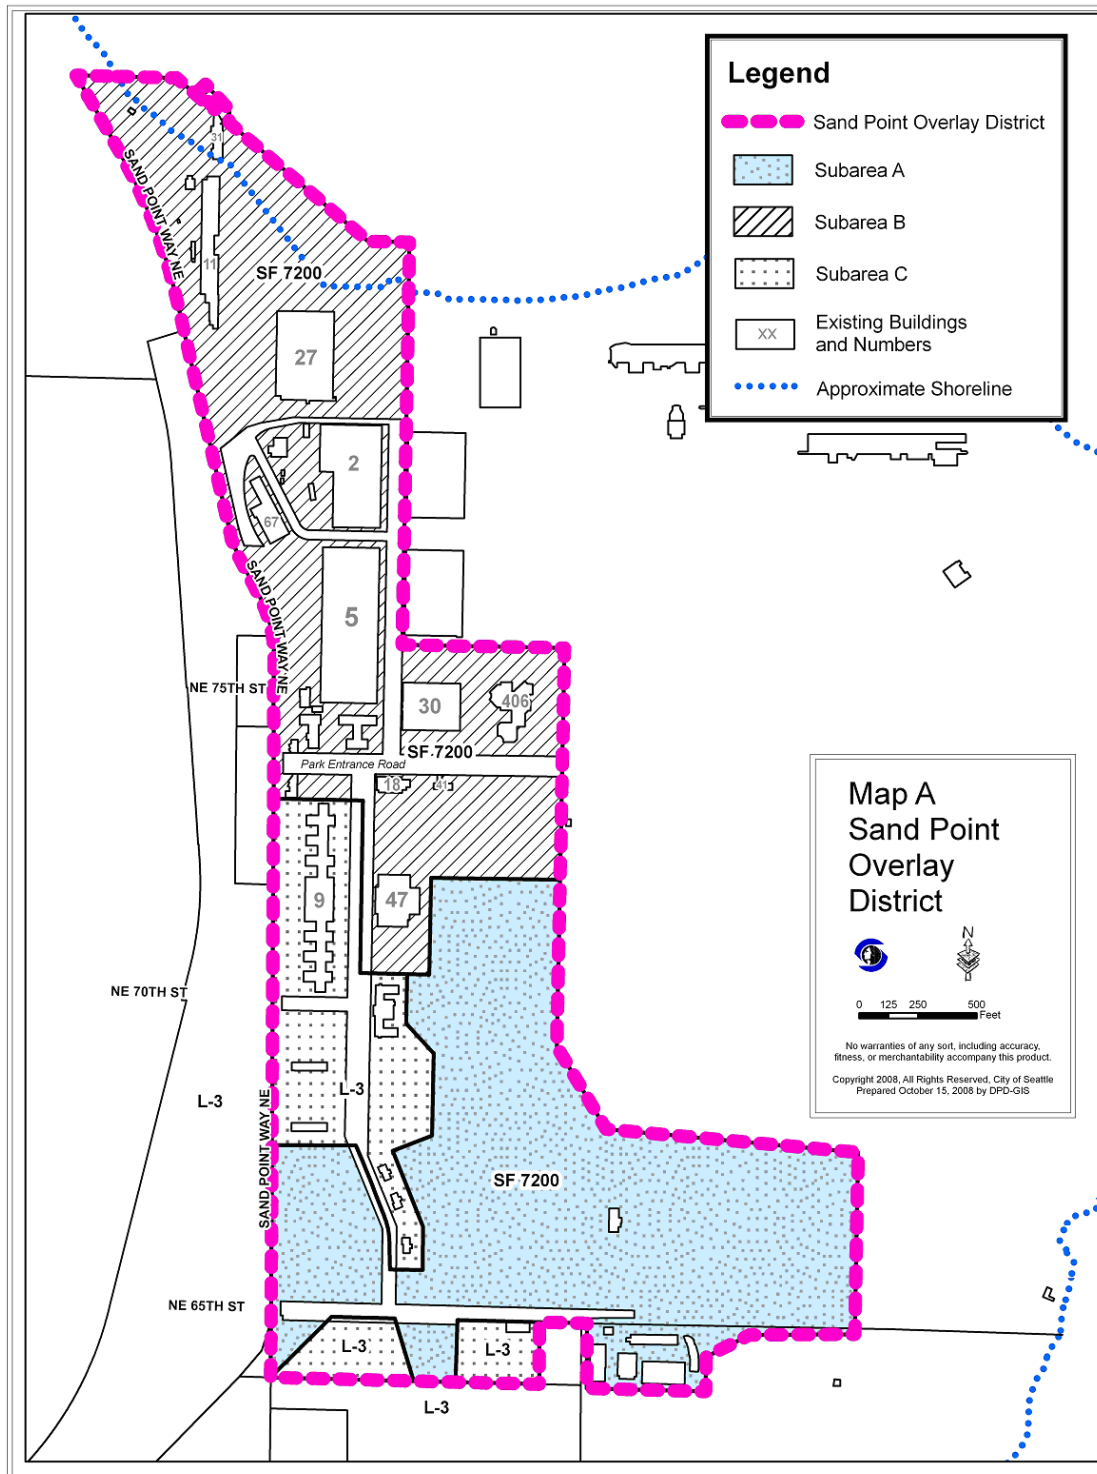 Legend
Sand Point Overlay District
Subarea A
Subarea B
Subarea C
XX
Existing Buildings
and Numbers
Approximate Shoreline
31
SAND POINT WAY NE
11
SF 7200
27
2
67
SAND POINT WAY NE
5
NE 75TH ST
30
406
SF 7200
Park Entrance Road
18
41
9
47
NE 70TH ST
L-3
L-3
SAND POINT WAY NE
SF 7200
NE 65TH ST
L-3
L-3
L-3
Map A
Sand Point
Overlay
District
N
0 125 250 500
Feet
No warranties of any sort, including accuracy,
fitness, or merchantability accompany this product.
Copyright 2008, All Rights Reserved, City of Seattle
Prepared October 15, 2008 by DPD-GIS